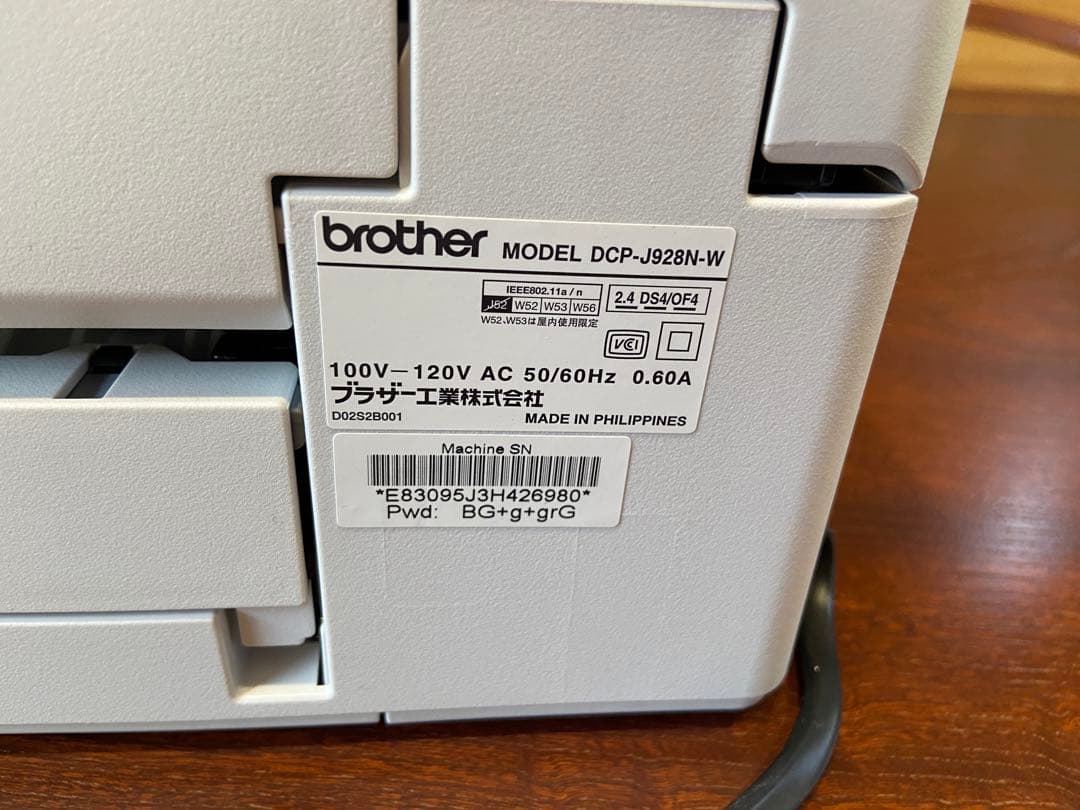 brother MODEL DCP-J928N-W
IEEE802.11a/n
J52 W52 W53 W56
2.4 DS4/OF4
W52、W53は屋内使用限定
VCI
100V－120V AC 50/60Hz 0.60A
ブラザー工業株式会社
D02S2B001 MADE IN PHILIPPINES
Machine SN
*E83095J3H426980*
Pwd: BG+g+grG